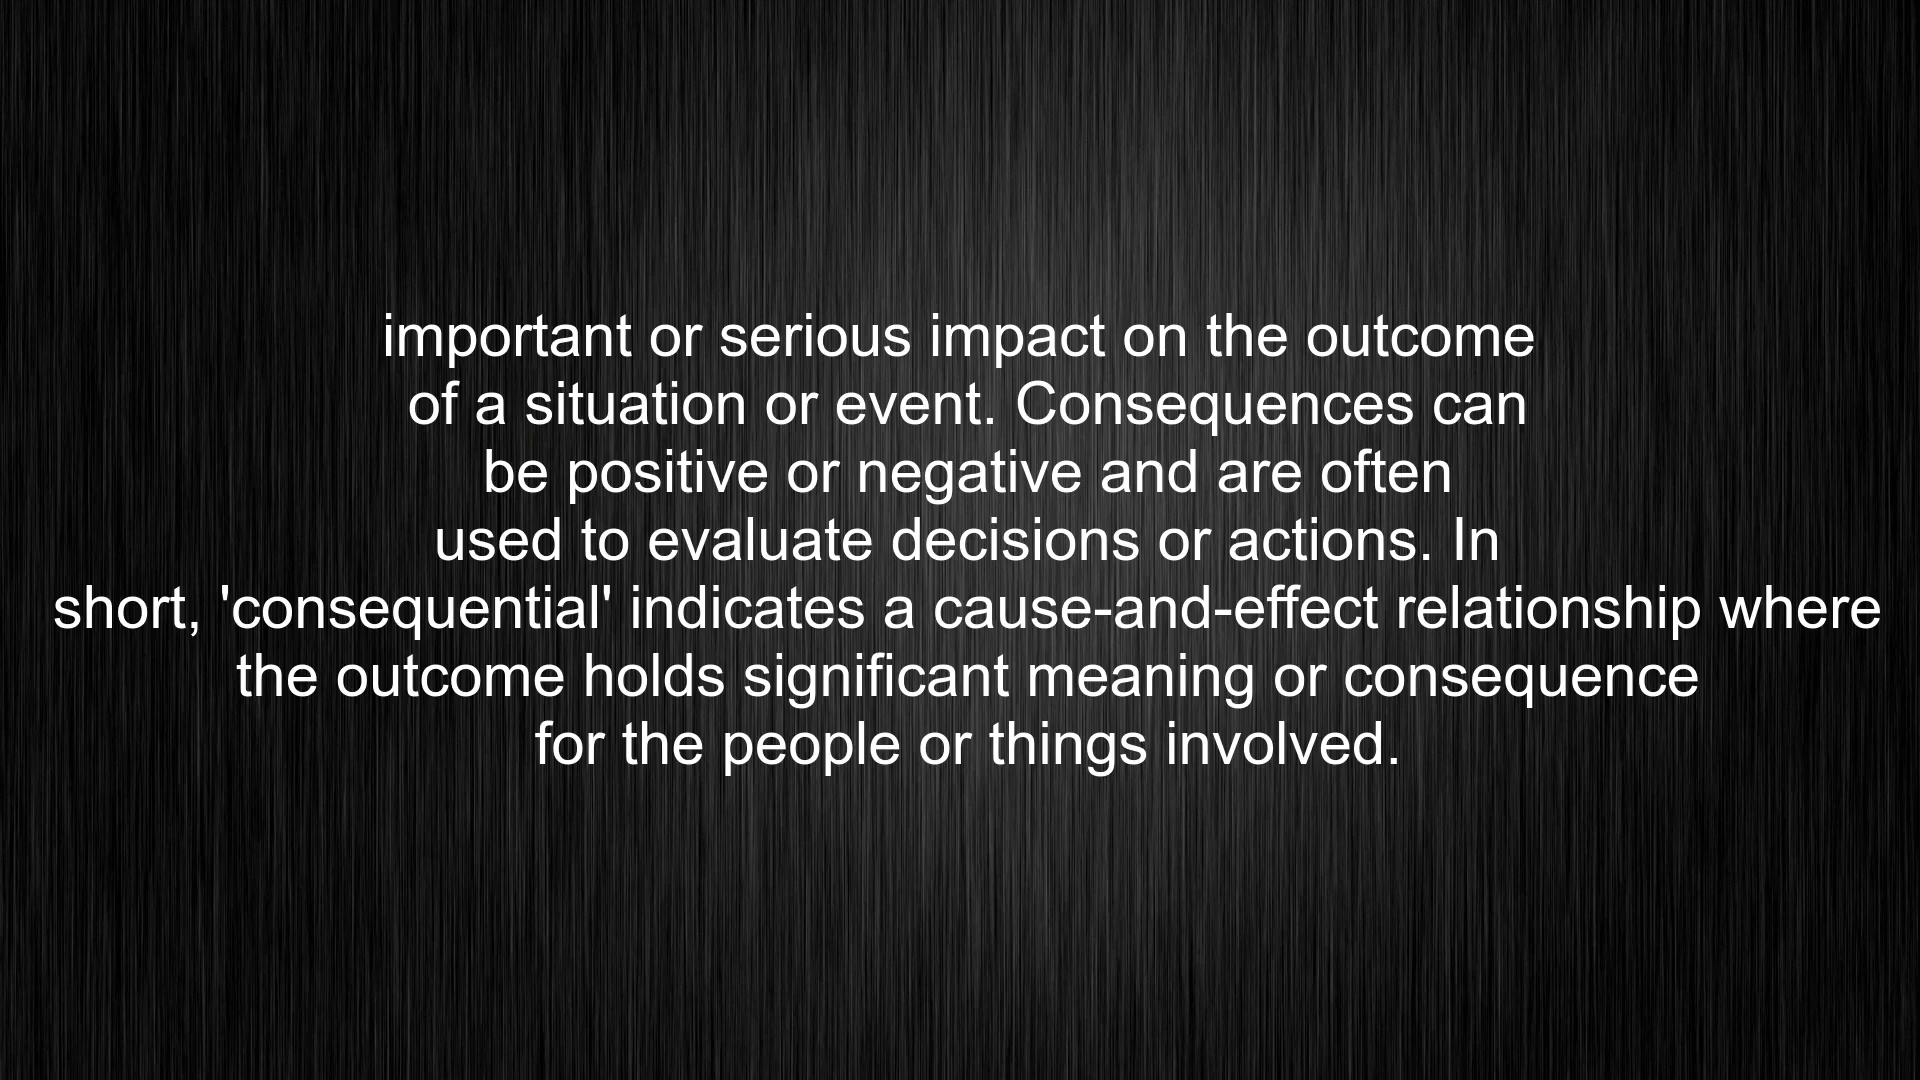 important or serious impact on the outcome
of a situation or event. Consequences can
be positive or negative and are often
used to evaluate decisions or actions. In
short, 'consequential' indicates a cause-and-effect relationship where
the outcome holds significant meaning or consequence
for the people or things involved.